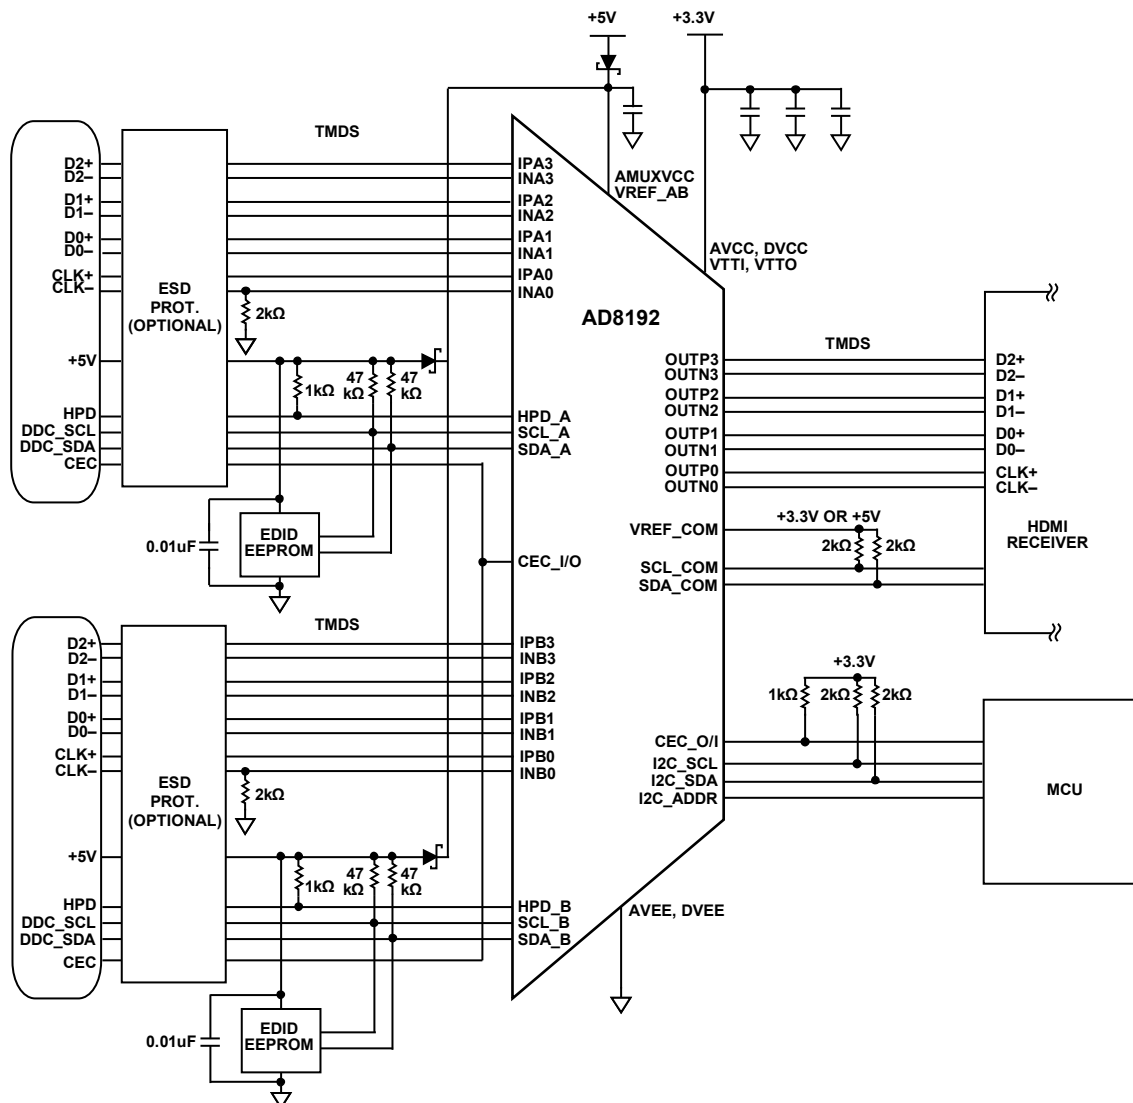 +5V
+3.3V
TMDS
D2+
D2–
D1+
D1–
D0+
D0–
CLK+
CLK–
+5V
HPD
DDC_SCL
DDC_SDA
CEC
ESD
PROT.
(OPTIONAL)
2kΩ
1kΩ
47
kΩ
47
kΩ
0.01uF
EDID
EEPROM
IPA3
INA3
IPA2
INA2
IPA1
INA1
IPA0
INA0
HPD_A
SCL_A
SDA_A
CEC_I/O
AMUXVCC
VREF_AB
AVCC, DVCC
VTTI, VTTO
AD8192
OUTP3
OUTN3
OUTP2
OUTN2
OUTP1
OUTN1
OUTP0
OUTN0
VREF_COM
SCL_COM
SDA_COM
TMDS
+3.3V OR +5V
2kΩ
2kΩ
D2+
D2–
D1+
D1–
D0+
D0–
CLK+
CLK–
HDMI
RECEIVER
TMDS
D2+
D2–
D1+
D1–
D0+
D0–
CLK+
CLK–
+5V
HPD
DDC_SCL
DDC_SDA
CEC
ESD
PROT.
(OPTIONAL)
2kΩ
1kΩ
47
kΩ
47
kΩ
0.01uF
EDID
EEPROM
IPB3
INB3
IPB2
INB2
IPB1
INB1
IPB0
INB0
HPD_B
SCL_B
SDA_B
+3.3V
1kΩ
2kΩ
2kΩ
CEC_O/I
I2C_SCL
I2C_SDA
I2C_ADDR
MCU
AVEE, DVEE